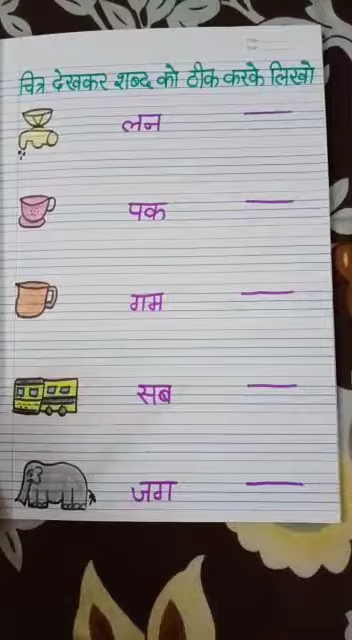 चित्र देखकर शब्द को ठीक करके लिखो
लन
पक
गम
सब
जग